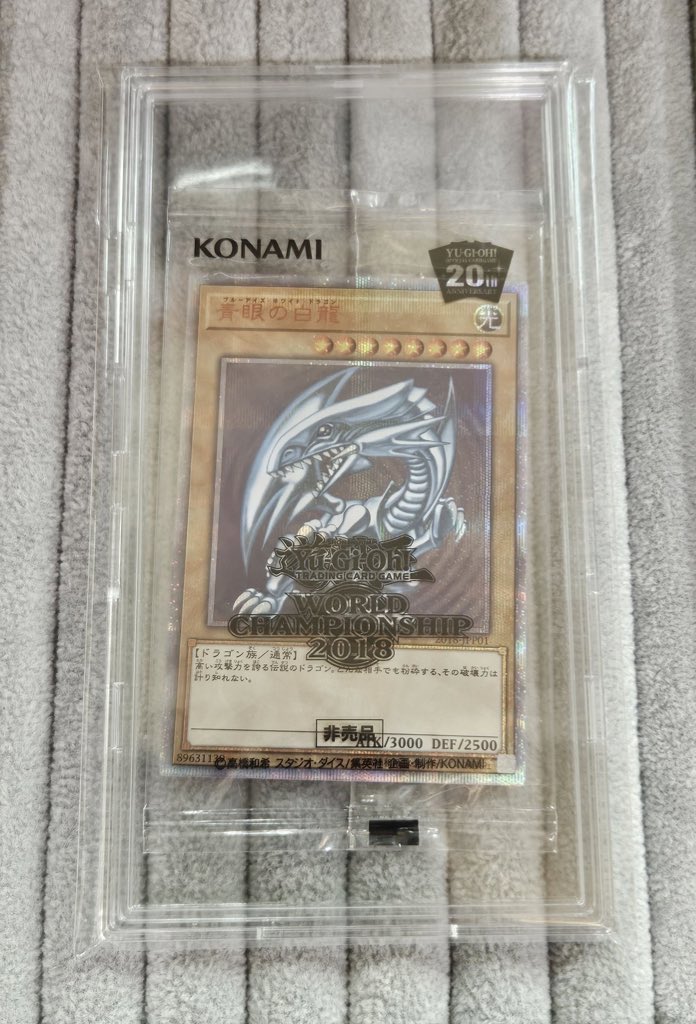 KONAMI
YU-GI-OH!
20TH
ANNIVERSARY
ブルーアイズ・ホワイト・ドラゴン
青眼の白龍
光
YU-GI-OH!
TRADING CARD GAME
WORLD
CHAMPIONSHIP
2018
2018-JPP01
【ドラゴン族/通常】
高い攻撃力を誇る伝説のドラゴン。どんな相手でも粉砕する、その破壊力は
計り知れない。
非売品
ATK/3000 DEF/2500
89631139
©高橋和希 スタジオ・ダイス/集英社 企画・制作/KONAMI